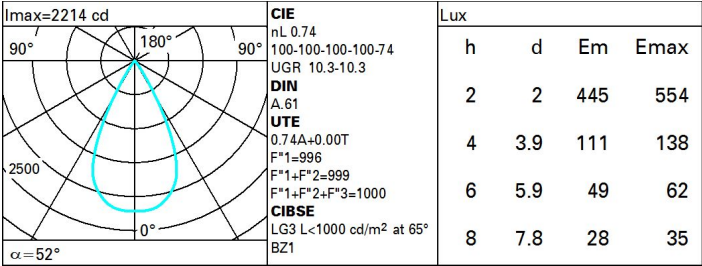 Imax=2214 cd
90°
180°
90°
2500
0°
α=52°
CIE
nL 0.74
100-100-100-100-74
UGR 10.3-10.3
DIN
A.61
UTE
0.74A+0.00T
F"1=996
F"1+F"2=999
F"1+F"2+F"3=1000
CIBSE
LG3 L<1000 cd/m² at 65°
BZ1
Lux
h d Em Emax
2 2 445 554
4 3.9 111 138
6 5.9 49 62
8 7.8 28 35